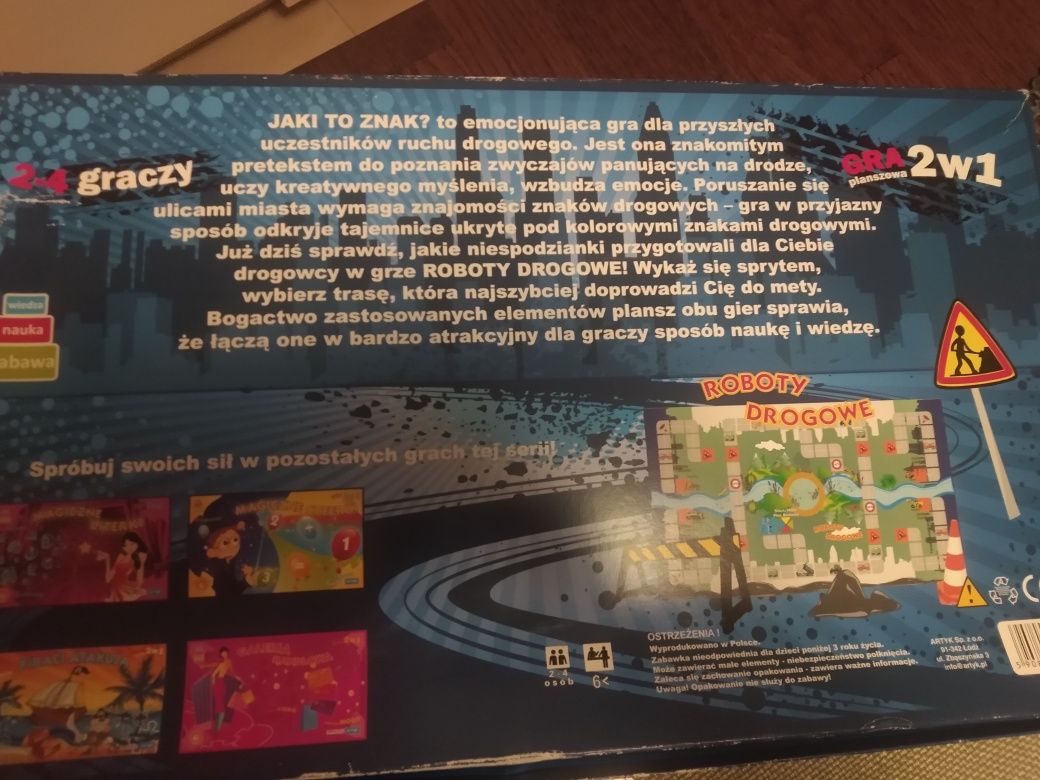 JAKI TO ZNAK? to emocjonująca gra dla przyszłych
uczestników ruchu drogowego. Jest ona znakomitym
pretekstem do poznania zwyczajów panujących na drodze,
uczy kreatywnego myślenia, wzbudza emocje. Poruszanie się
ulicami miasta wymaga znajomości znaków drogowych – gra w przyjazny
sposób odkryje tajemnice ukryte pod kolorowymi znakami drogowymi.
Już dziś sprawdź, jakie niespodzianki przygotowali dla Ciebie
drogowcy w grze ROBOTY DROGOWE! Wykaż się sprytem,
wybierz trasę, która najszybciej doprowadzi Cię do mety.
Bogactwo zastosowanych elementów plansz obu gier sprawia,
że łączą one w bardzo atrakcyjny dla graczy sposób naukę i wiedzę.
2-4 graczy
GRA
planszowa
2w1
wiedza
nauka
zabawa
ROBOTY
DROGOWE
Spróbuj swoich sił w pozostałych grach tej serii!
2
1
3
PIRACI ATAKUJĄ
2 - 4
osób
6<
OSTRZEŻENIA !
Wyprodukowano w Polsce.
Zabawka nieodpowiednia dla dzieci poniżej 3 roku życia.
Może zawierać małe elementy - niebezpieczeństwo połknięcia.
Zaleca się zachowanie opakowania - zawiera ważne informacje.
Uwaga! Opakowanie nie służy do zabawy!
ARTYK Sp. z o.o.
91-342 Łódź
ul. Zbąszyńska 3
info@artyk.pl
CE